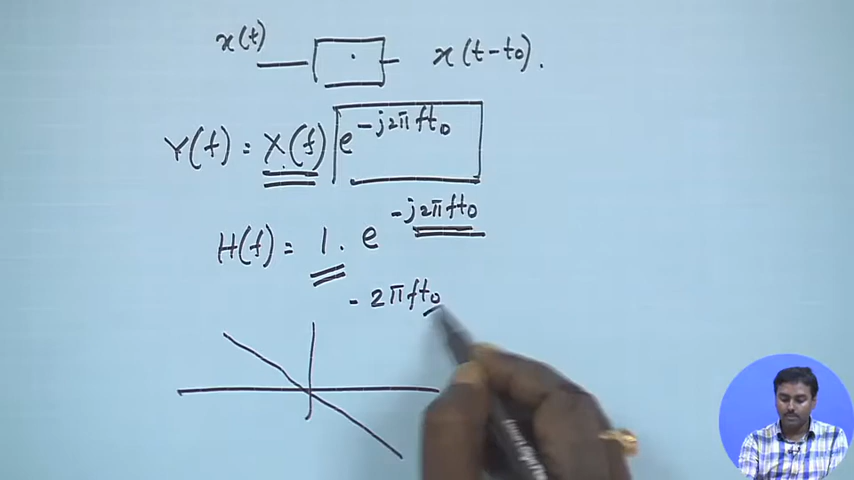 x(t) x(t-t0).
Y(f) = X(f) e^-j2πft0
H(f) = 1. e^-j2πft0
-2πft0